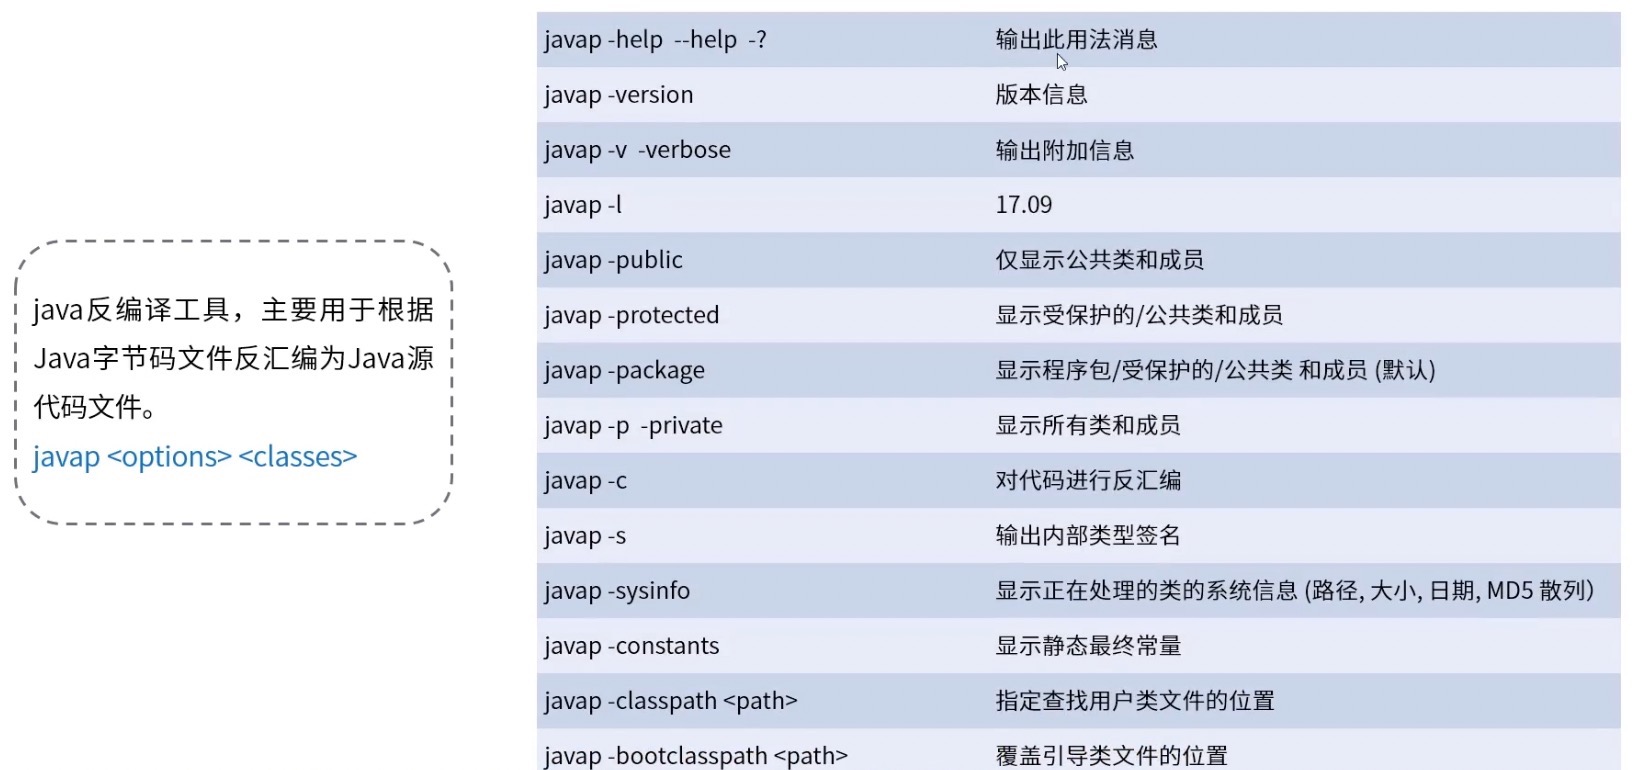 java反编译工具，主要用于根据
Java字节码文件反汇编为Java源
代码文件。
javap <options> <classes>
javap -help  --help  -? 输出此用法消息
javap -version 版本信息
javap -v  -verbose 输出附加信息
javap -l 17.09
javap -public 仅显示公共类和成员
javap -protected 显示受保护的/公共类和成员
javap -package 显示程序包/受保护的/公共类 和成员 (默认)
javap -p  -private 显示所有类和成员
javap -c 对代码进行反汇编
javap -s 输出内部类型签名
javap -sysinfo 显示正在处理的类的系统信息 (路径, 大小, 日期, MD5 散列）
javap -constants 显示静态最终常量
javap -classpath <path> 指定查找用户类文件的位置
javap -bootclasspath <path> 覆盖引导类文件的位置